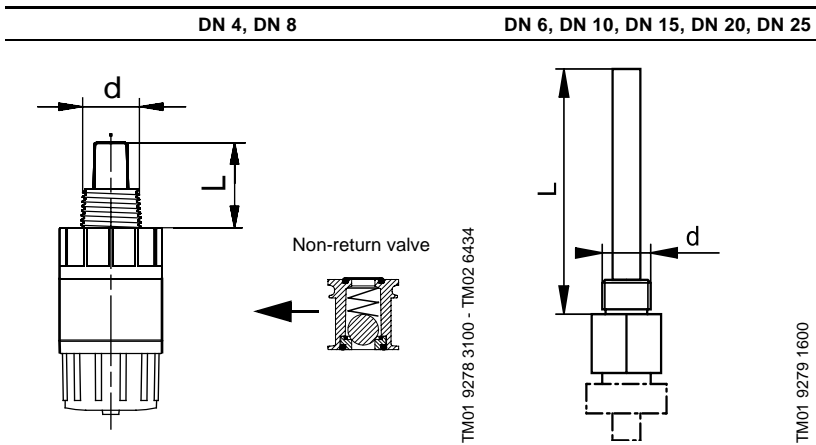 DN 4, DN 8
DN 6, DN 10, DN 15, DN 20, DN 25
d
L
Non-return valve
TM01 9278 3100 - TM02 6434
L
d
TM01 9279 1600